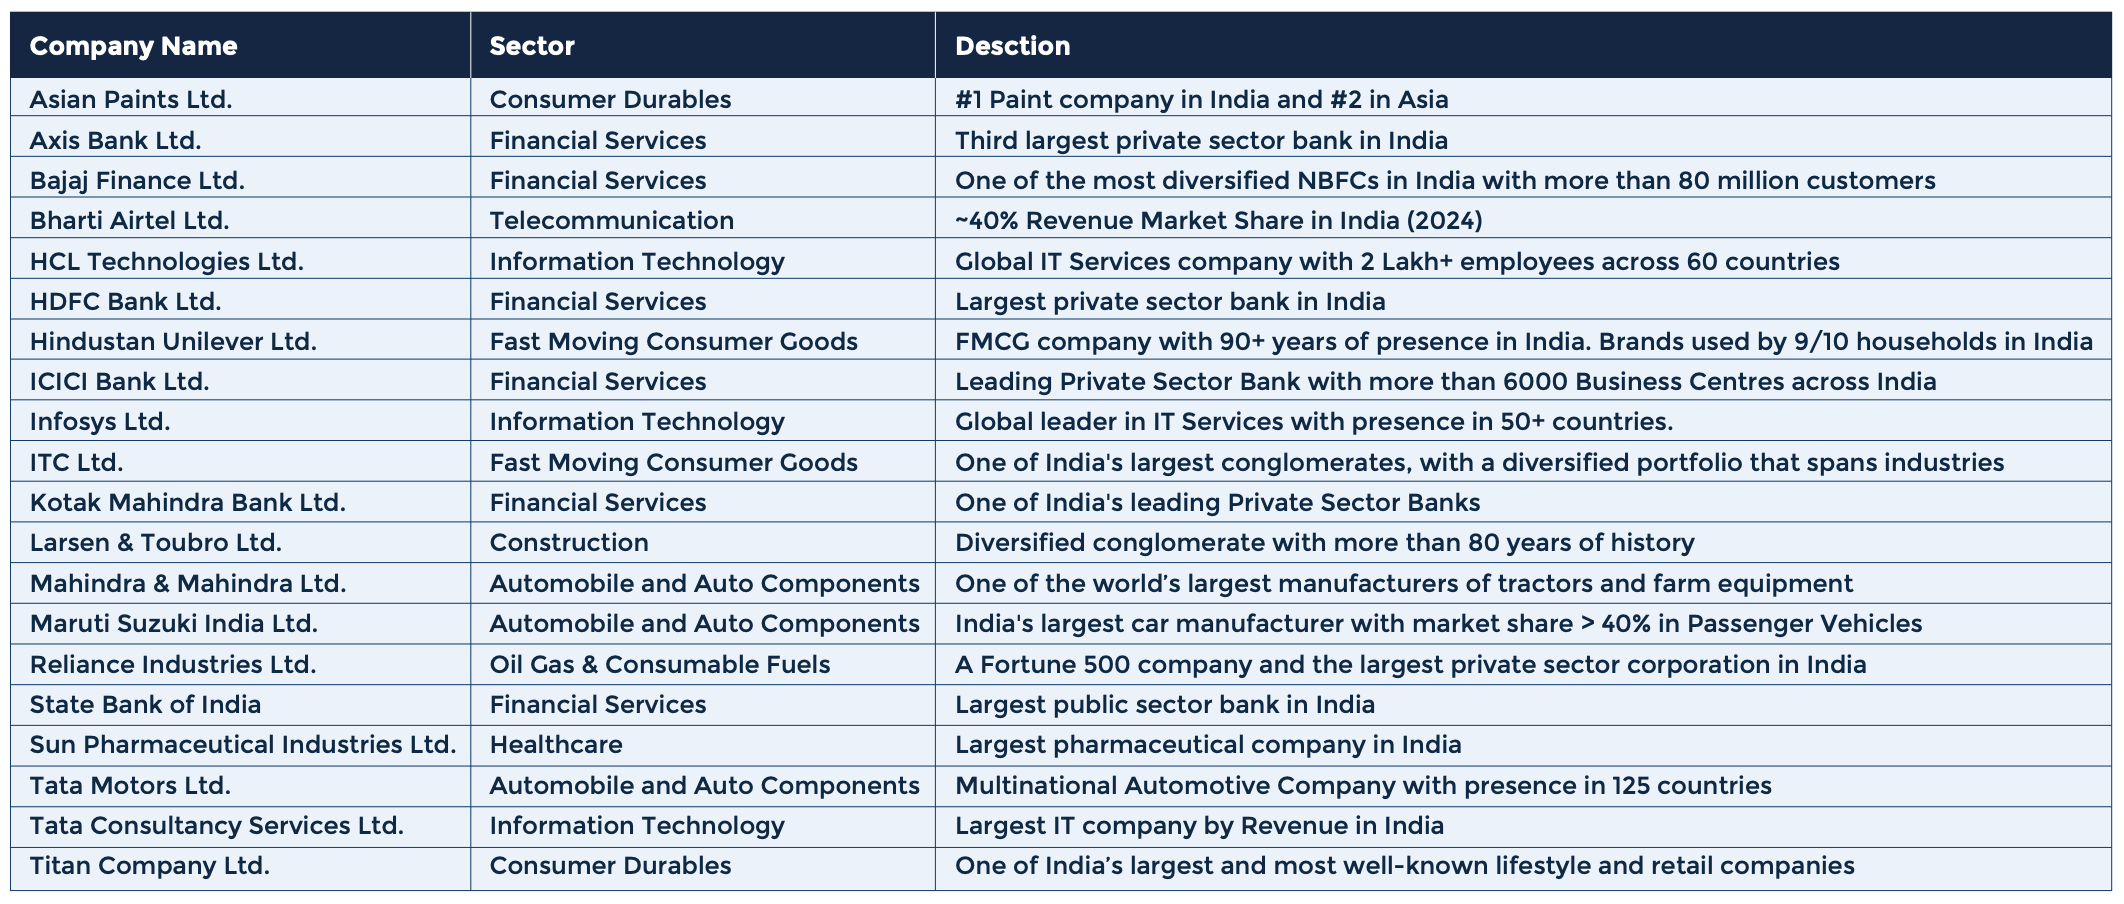 Company Name Sector Desction
Asian Paints Ltd. Consumer Durables #1 Paint company in India and #2 in Asia
Axis Bank Ltd. Financial Services Third largest private sector bank in India
Bajaj Finance Ltd. Financial Services One of the most diversified NBFCs in India with more than 80 million customers
Bharti Airtel Ltd. Telecommunication ~40% Revenue Market Share in India (2024)
HCL Technologies Ltd. Information Technology Global IT Services company with 2 Lakh+ employees across 60 countries
HDFC Bank Ltd. Financial Services Largest private sector bank in India
Hindustan Unilever Ltd. Fast Moving Consumer Goods FMCG company with 90+ years of presence in India. Brands used by 9/10 households in India
ICICI Bank Ltd. Financial Services Leading Private Sector Bank with more than 6000 Business Centres across India
Infosys Ltd. Information Technology Global leader in IT Services with presence in 50+ countries.
ITC Ltd. Fast Moving Consumer Goods One of India's largest conglomerates, with a diversified portfolio that spans industries
Kotak Mahindra Bank Ltd. Financial Services One of India's leading Private Sector Banks
Larsen & Toubro Ltd. Construction Diversified conglomerate with more than 80 years of history
Mahindra & Mahindra Ltd. Automobile and Auto Components One of the world’s largest manufacturers of tractors and farm equipment
Maruti Suzuki India Ltd. Automobile and Auto Components India's largest car manufacturer with market share > 40% in Passenger Vehicles
Reliance Industries Ltd. Oil Gas & Consumable Fuels A Fortune 500 company and the largest private sector corporation in India
State Bank of India Financial Services Largest public sector bank in India
Sun Pharmaceutical Industries Ltd. Healthcare Largest pharmaceutical company in India
Tata Motors Ltd. Automobile and Auto Components Multinational Automotive Company with presence in 125 countries
Tata Consultancy Services Ltd. Information Technology Largest IT company by Revenue in India
Titan Company Ltd. Consumer Durables One of India’s largest and most well-known lifestyle and retail companies